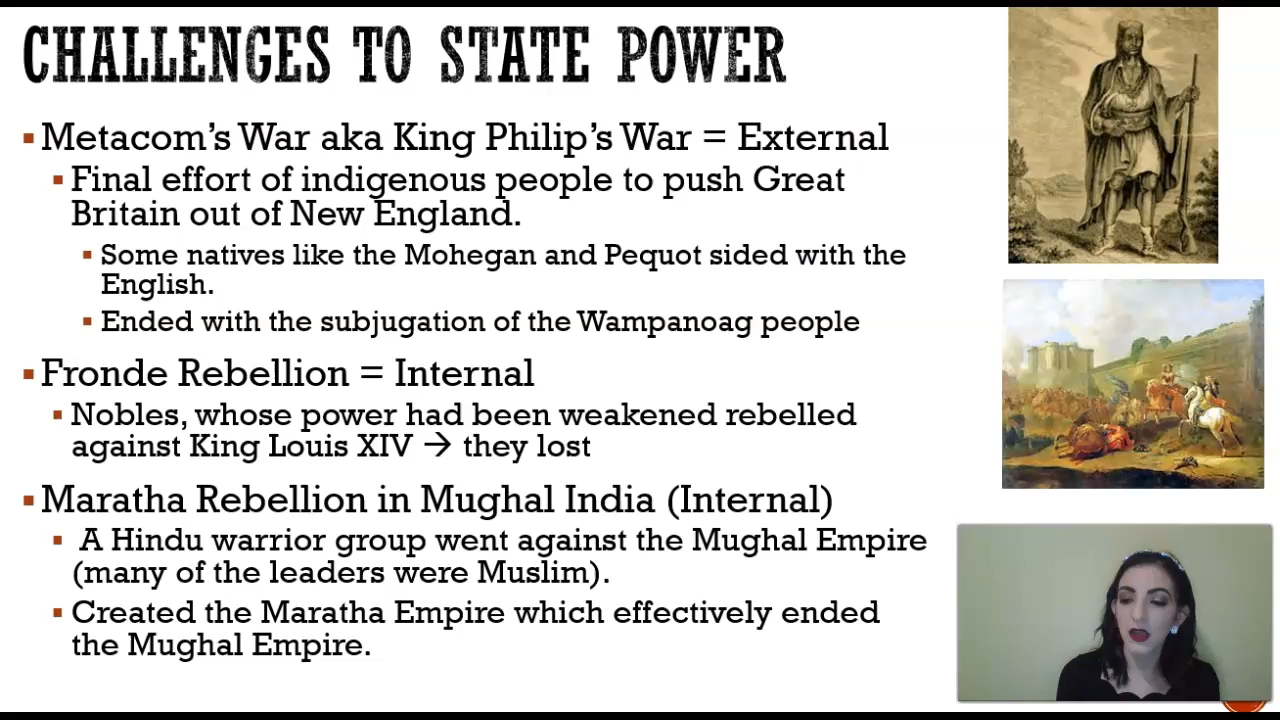 CHALLENGES TO STATE POWER
▪Metacom's War aka King Philip's War = External
▪Final effort of indigenous people to push Great
Britain out of New England.
▪Some natives like the Mohegan and Pequot sided with the
English.
▪Ended with the subjugation of the Wampanoag people
▪Fronde Rebellion = Internal
▪Nobles, whose power had been weakened rebelled
against King Louis XIV → they lost
▪Maratha Rebellion in Mughal India (Internal)
▪ A Hindu warrior group went against the Mughal Empire
(many of the leaders were Muslim).
▪Created the Maratha Empire which effectively ended
the Mughal Empire.